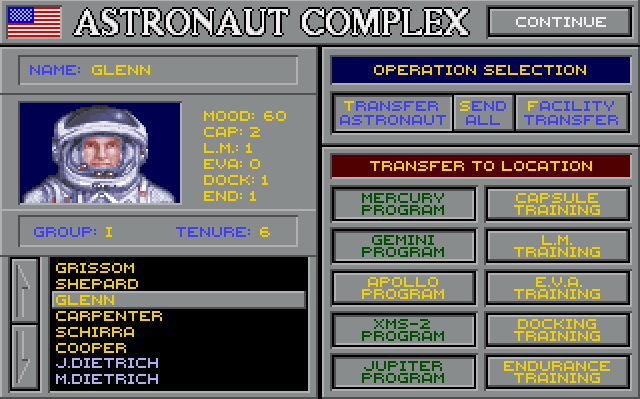 ASTRONAUT COMPLEX
CONTINUE
NAME: GLENN
MOOD: 60
CAP: 2
L.M.: 1
EVA: 0
DOCK: 1
END: 1
GROUP: I TENURE: 6
GRISSOM
SHEPARD
GLENN
CARPENTER
SCHIRRA
COOPER
J.DIETRICH
M.DIETRICH
OPERATION SELECTION
TRANSFER
ASTRONAUT
SEND
ALL
FACILITY
TRANSFER
TRANSFER TO LOCATION
MERCURY
PROGRAM
CAPSULE
TRAINING
GEMINI
PROGRAM
L.M.
TRAINING
APOLLO
PROGRAM
E.V.A.
TRAINING
XMS-2
PROGRAM
DOCKING
TRAINING
JUPITER
PROGRAM
ENDURANCE
TRAINING